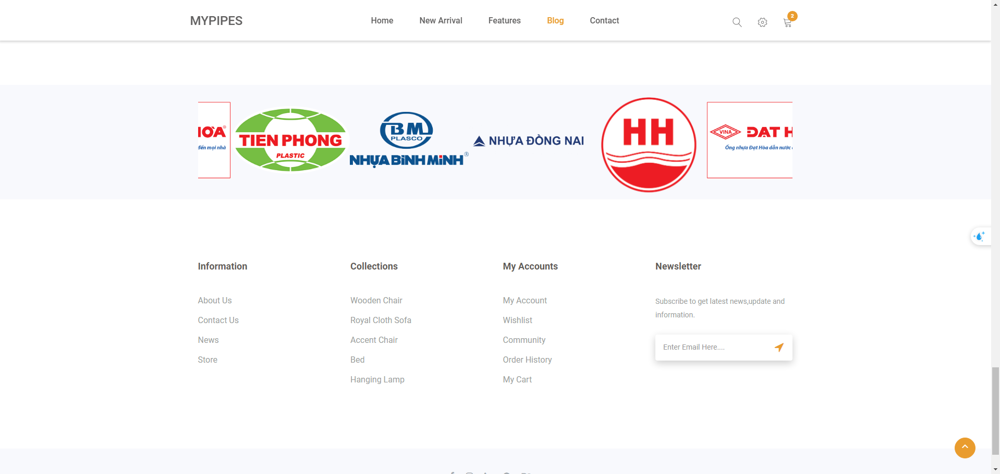 MYPIPES
Home
New Arrival
Features
Blog
Contact
2
HÒA®
đến mọi nhà
TIEN PHONG
PLASTIC
BM
PLASCO
NHỰA BÌNH MINH®
NHỰA ĐỒNG NAI
HH
VINA
ĐẠT H
Ống nhựa Đạt Hòa dẫn nước
Information
About Us
Contact Us
News
Store
Collections
Wooden Chair
Royal Cloth Sofa
Accent Chair
Bed
Hanging Lamp
My Accounts
My Account
Wishlist
Community
Order History
My Cart
Newsletter
Subscribe to get latest news,update and
information.
Enter Email Here....